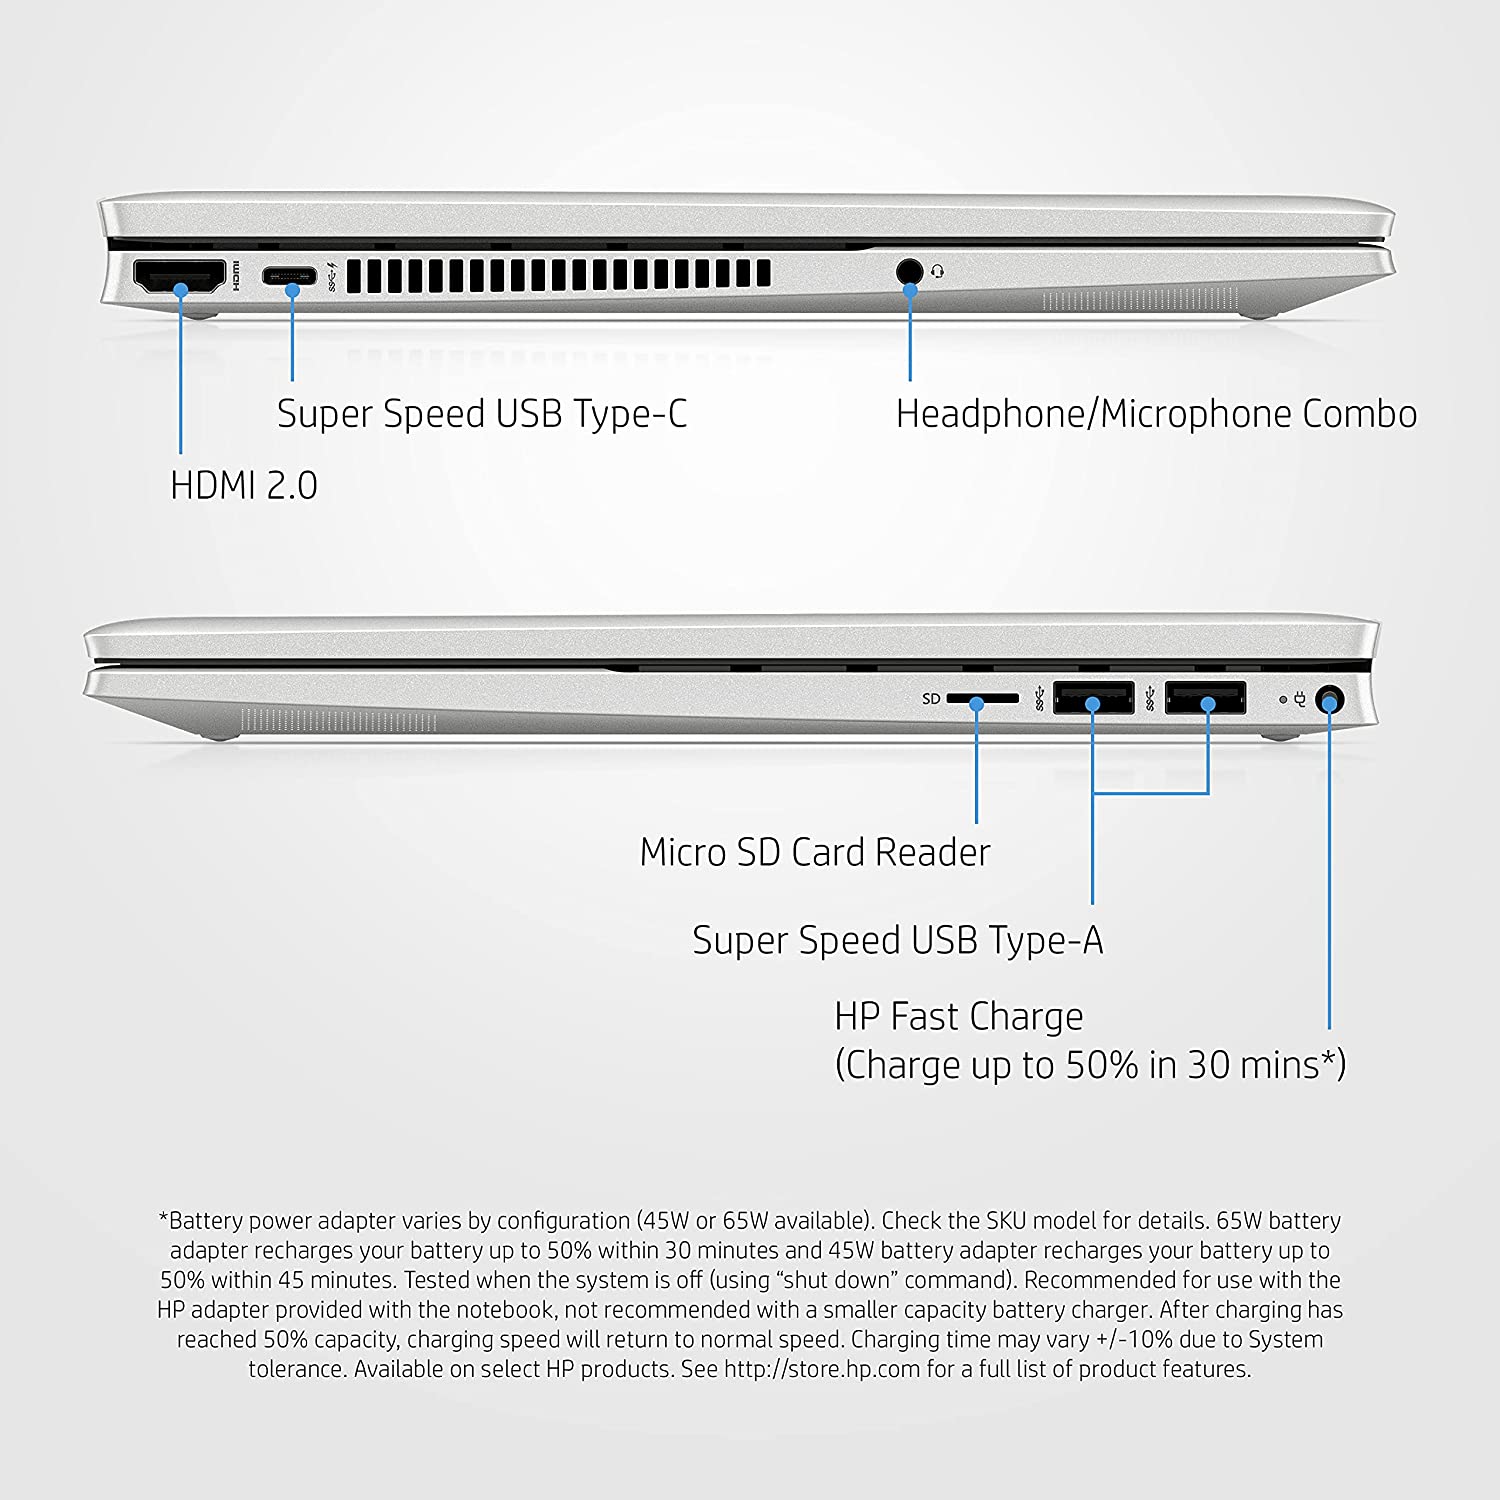 HDMI
SS
Super Speed USB Type-C
Headphone/Microphone Combo
HDMI 2.0
SD
SS
SS
Micro SD Card Reader
Super Speed USB Type-A
HP Fast Charge
(Charge up to 50% in 30 mins*)
*Battery power adapter varies by configuration (45W or 65W available). Check the SKU model for details. 65W battery
adapter recharges your battery up to 50% within 30 minutes and 45W battery adapter recharges your battery up to
50% within 45 minutes. Tested when the system is off (using “shut down” command). Recommended for use with the
HP adapter provided with the notebook, not recommended with a smaller capacity battery charger. After charging has
reached 50% capacity, charging speed will return to normal speed. Charging time may vary +/-10% due to System
tolerance. Available on select HP products. See http://store.hp.com for a full list of product features.